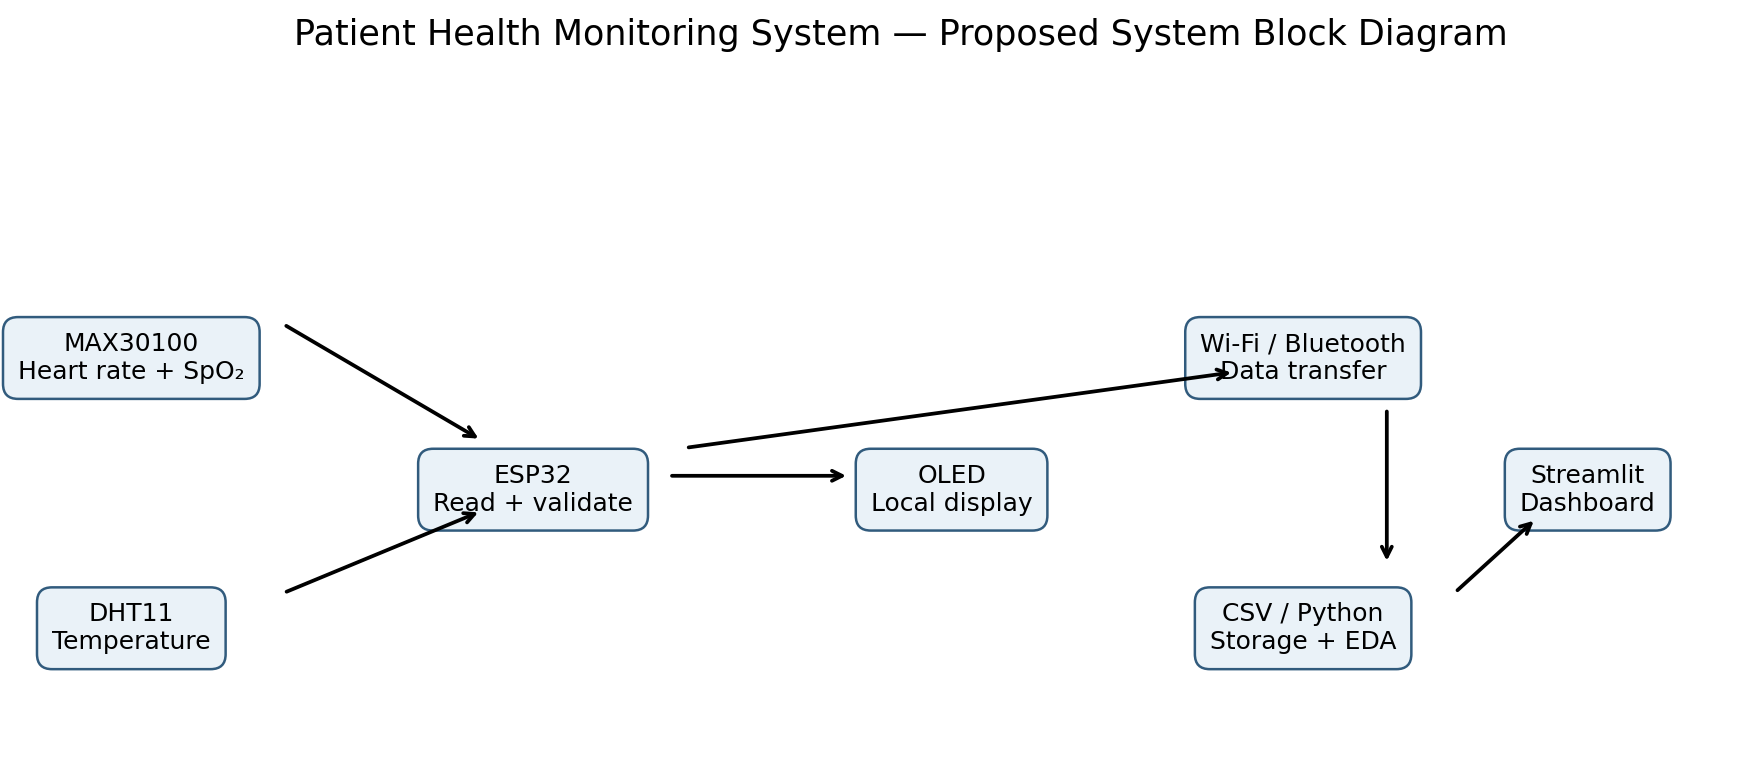 Patient Health Monitoring System — Proposed System Block Diagram
MAX30100
Heart rate + SpO₂
Wi-Fi / Bluetooth
Data transfer
ESP32
Read + validate
OLED
Local display
Streamlit
Dashboard
DHT11
Temperature
CSV / Python
Storage + EDA